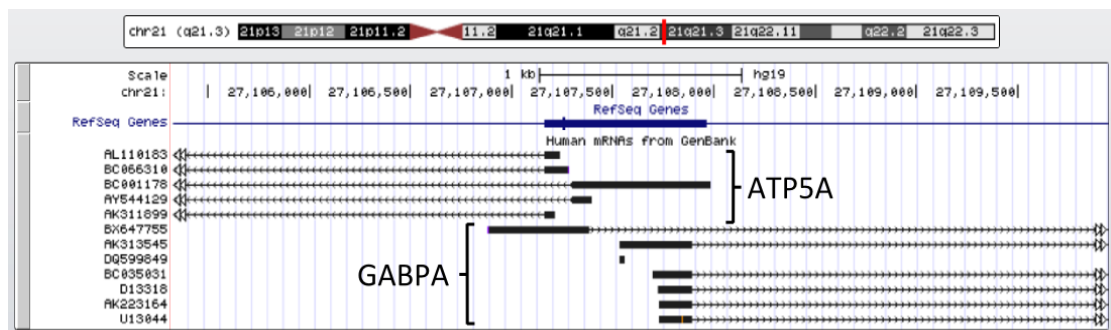 chr21 (q21.3) 21p13 21p12 21p11.2 11.2 21q21.1 q21.2 21q21.3 21q22.11 q22.2 21q22.3
Scale 1 kb hg19
chr21: 27,106,000 27,106,500 27,107,000 27,107,500 27,108,000 27,108,500 27,109,000 27,109,500
RefSeq Genes
RefSeq Genes
Human mRNAs from GenBank
AL110183
BC066310
BC001178
ATP5A
AY544129
AK311899
BX647755
AK313545
DQ599849
GABPA
BC035031
D13318
AK223164
U13044